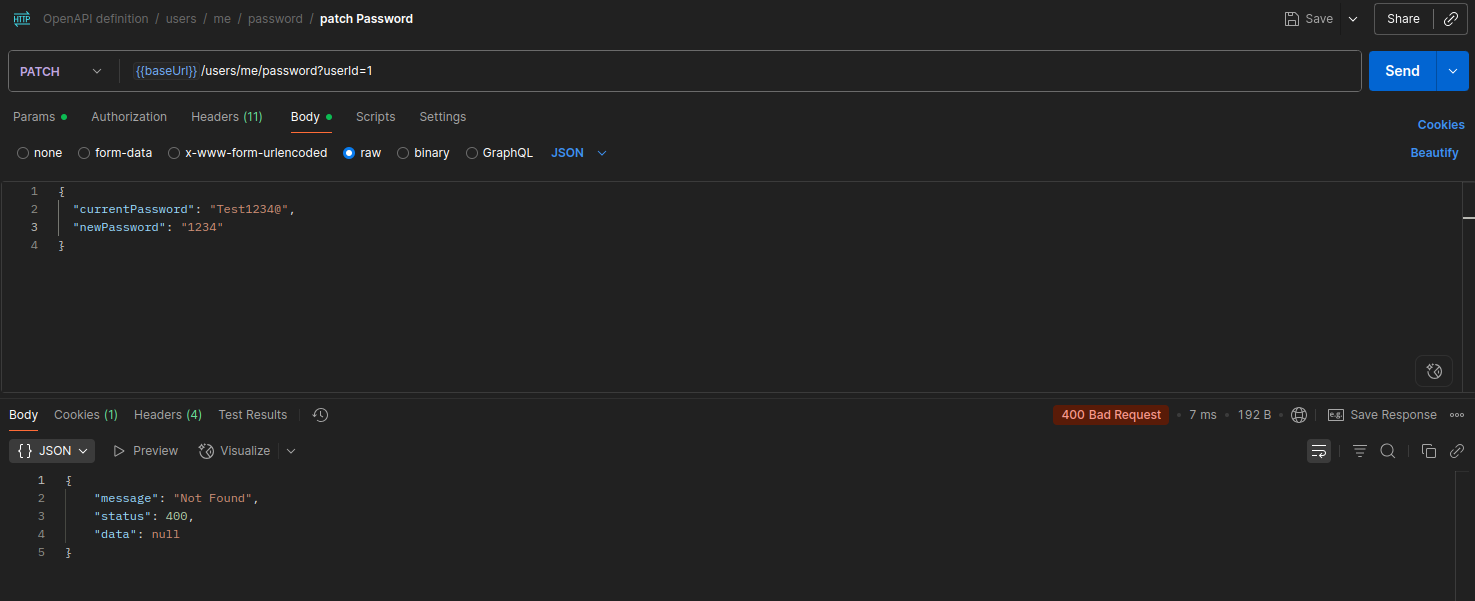 HTTP OpenAPI definition / users / me / password / patch Password Save Share
PATCH {{baseUrl}} /users/me/password?userId=1 Send
Params Authorization Headers (11) Body Scripts Settings Cookies
none form-data x-www-form-urlencoded raw binary GraphQL JSON Beautify
1 {
2 "currentPassword": "Test1234@",
3 "newPassword": "1234"
4 }
Body Cookies (1) Headers (4) Test Results 400 Bad Request • 7 ms • 192 B • e.g. Save Response
{ } JSON Preview Visualize
1 {
2 "message": "Not Found",
3 "status": 400,
4 "data": null
5 }